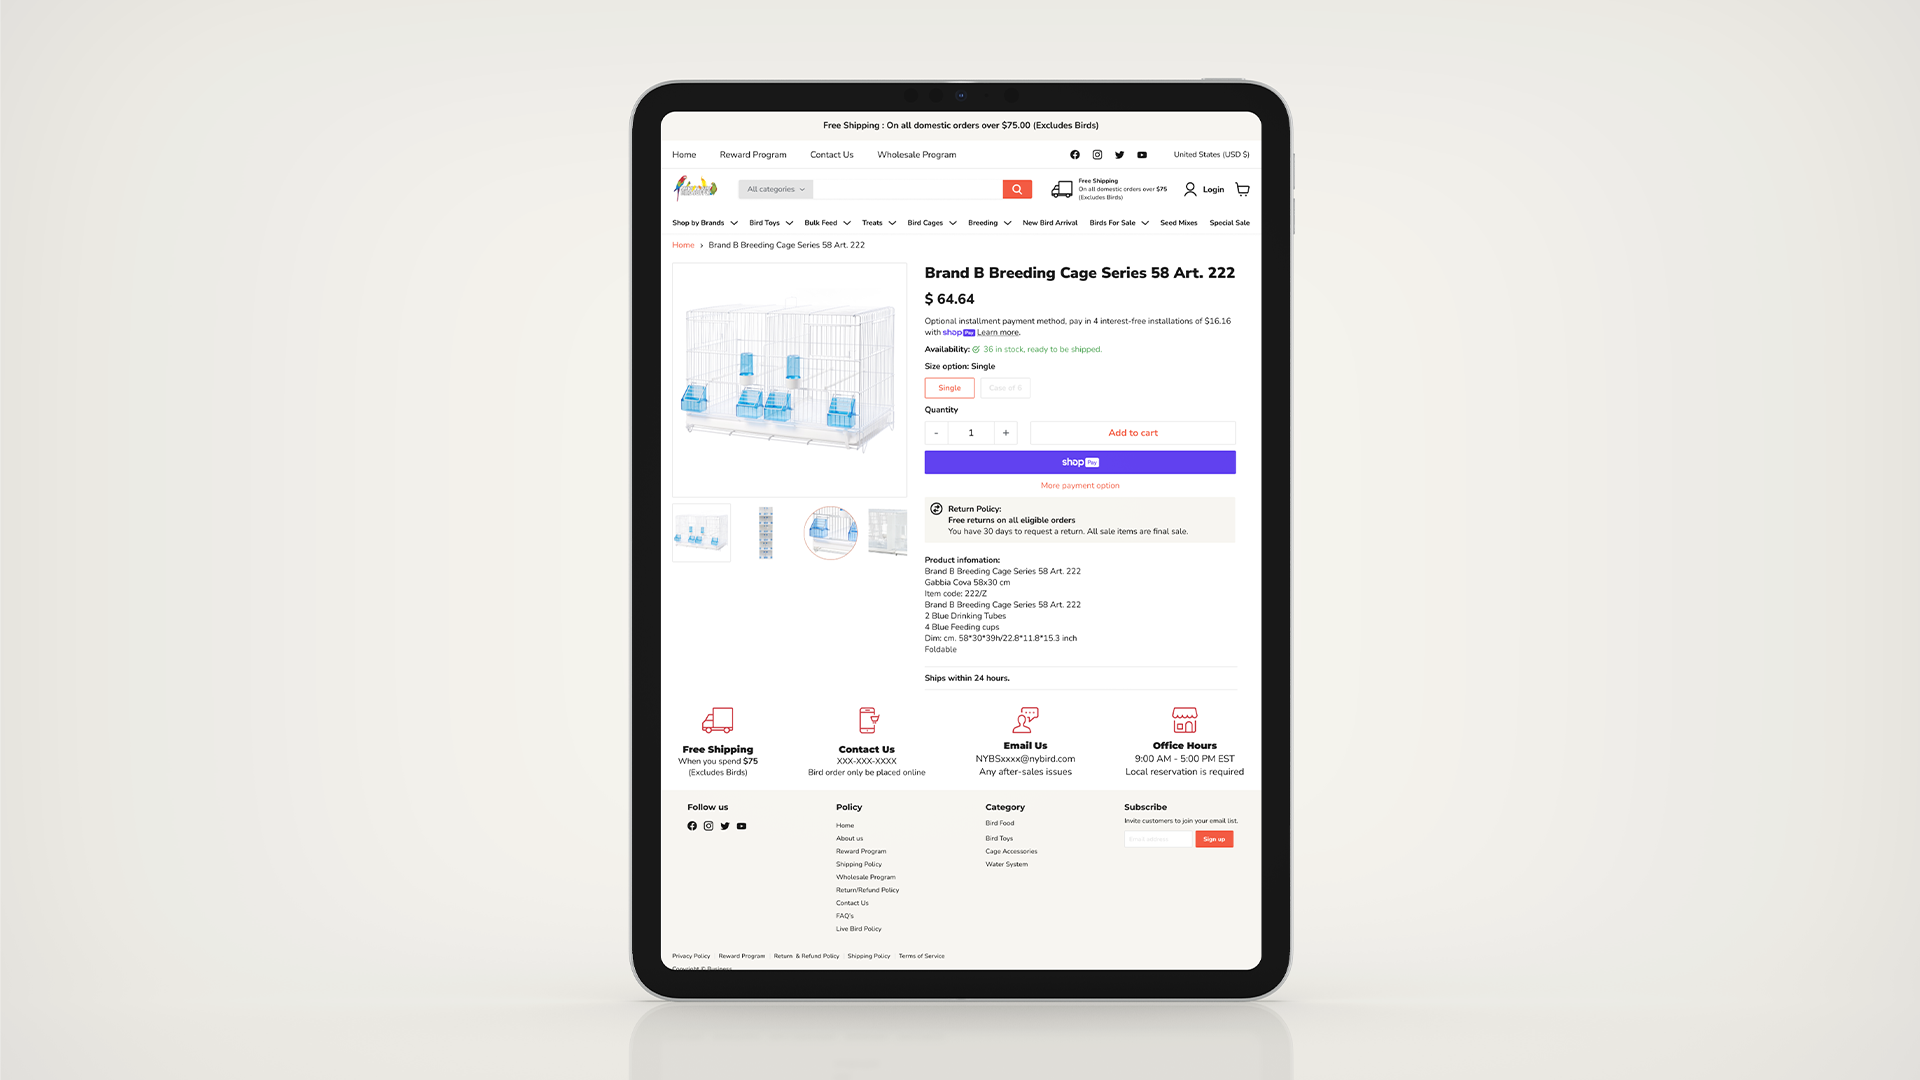 Free Shipping : On all domestic orders over $75.00 (Excludes Birds)
Home Reward Program Contact Us Wholesale Program United States (USD $)
All categories
Free Shipping
On all domestic orders over $75
(Excludes Birds)
Login
Shop by Brands Bird Toys Bulk Feed Treats Bird Cages Breeding New Bird Arrival Birds For Sale Seed Mixes Special Sale
Home > Brand B Breeding Cage Series 58 Art. 222
Brand B Breeding Cage Series 58 Art. 222
$ 64.64
Optional installment payment method, pay in 4 interest-free installations of $16.16
with shop Pay Learn more.
Availability: 36 in stock, ready to be shipped.
Size option: Single
Single Case of 6
Quantity
- 1 + Add to cart
shop Pay
More payment option
Return Policy:
Free returns on all eligible orders
You have 30 days to request a return. All sale items are final sale.
Product infomation:
Brand B Breeding Cage Series 58 Art. 222
Gabbia Cova 58x30 cm
Item code: 222/Z
Brand B Breeding Cage Series 58 Art. 222
2 Blue Drinking Tubes
4 Blue Feeding cups
Dim: cm. 58*30*39h/22.8*11.8*15.3 inch
Foldable
Ships within 24 hours.
Free Shipping
When you spend $75
(Excludes Birds)
Contact Us
XXX-XXX-XXXX
Bird order only be placed online
Email Us
NYBSxxxx@nybird.com
Any after-sales issues
Office Hours
9:00 AM - 5:00 PM EST
Local reservation is required
Follow us
Policy
Home
About us
Reward Program
Shipping Policy
Wholesale Program
Return/Refund Policy
Contact Us
FAQ's
Live Bird Policy
Category
Bird Food
Bird Toys
Cage Accessories
Water System
Subscribe
Invite customers to join your email list.
Email address Sign up
Privacy Policy Reward Program Return & Refund Policy Shipping Policy Terms of Service
Copyright © Business